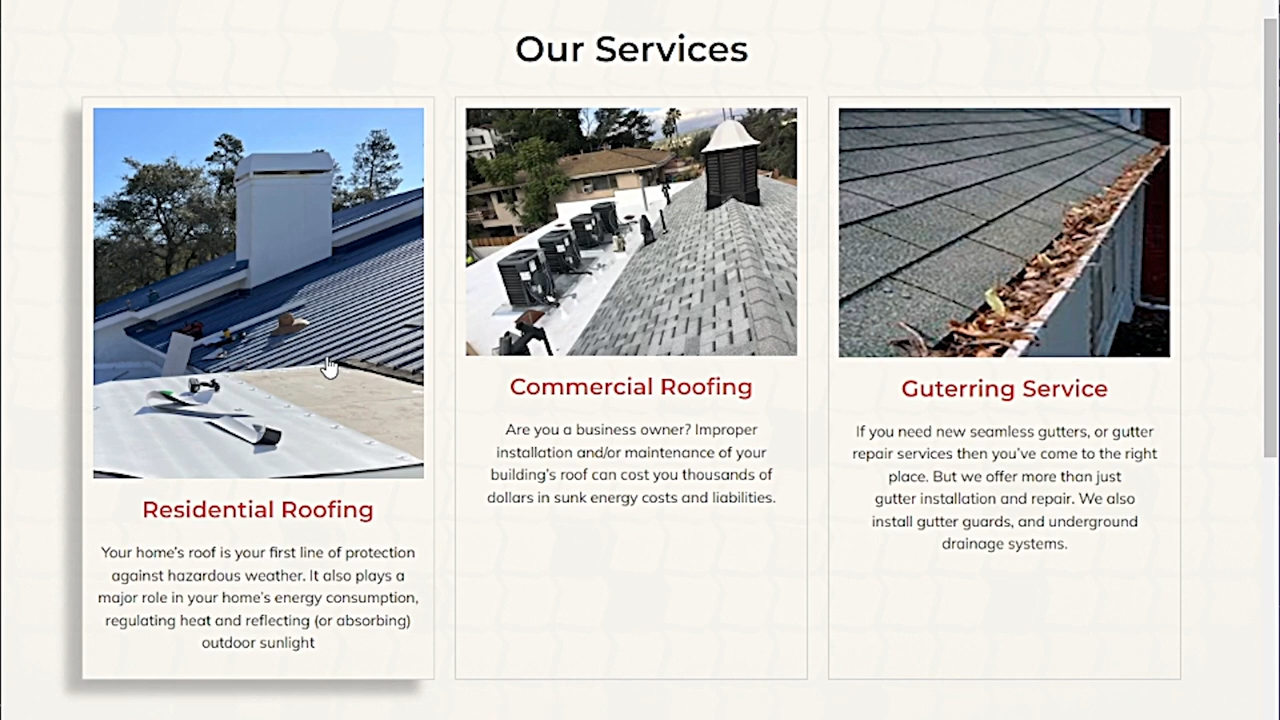 Our Services
Residential Roofing
Your home's roof is your first line of protection
against hazardous weather. It also plays a
major role in your home's energy consumption,
regulating heat and reflecting (or absorbing)
outdoor sunlight
Commercial Roofing
Are you a business owner? Improper
installation and/or maintenance of your
building's roof can cost you thousands of
dollars in sunk energy costs and liabilities.
Guterring Service
If you need new seamless gutters, or gutter
repair services then you've come to the right
place. But we offer more than just
gutter installation and repair. We also
install gutter guards, and underground
drainage systems.